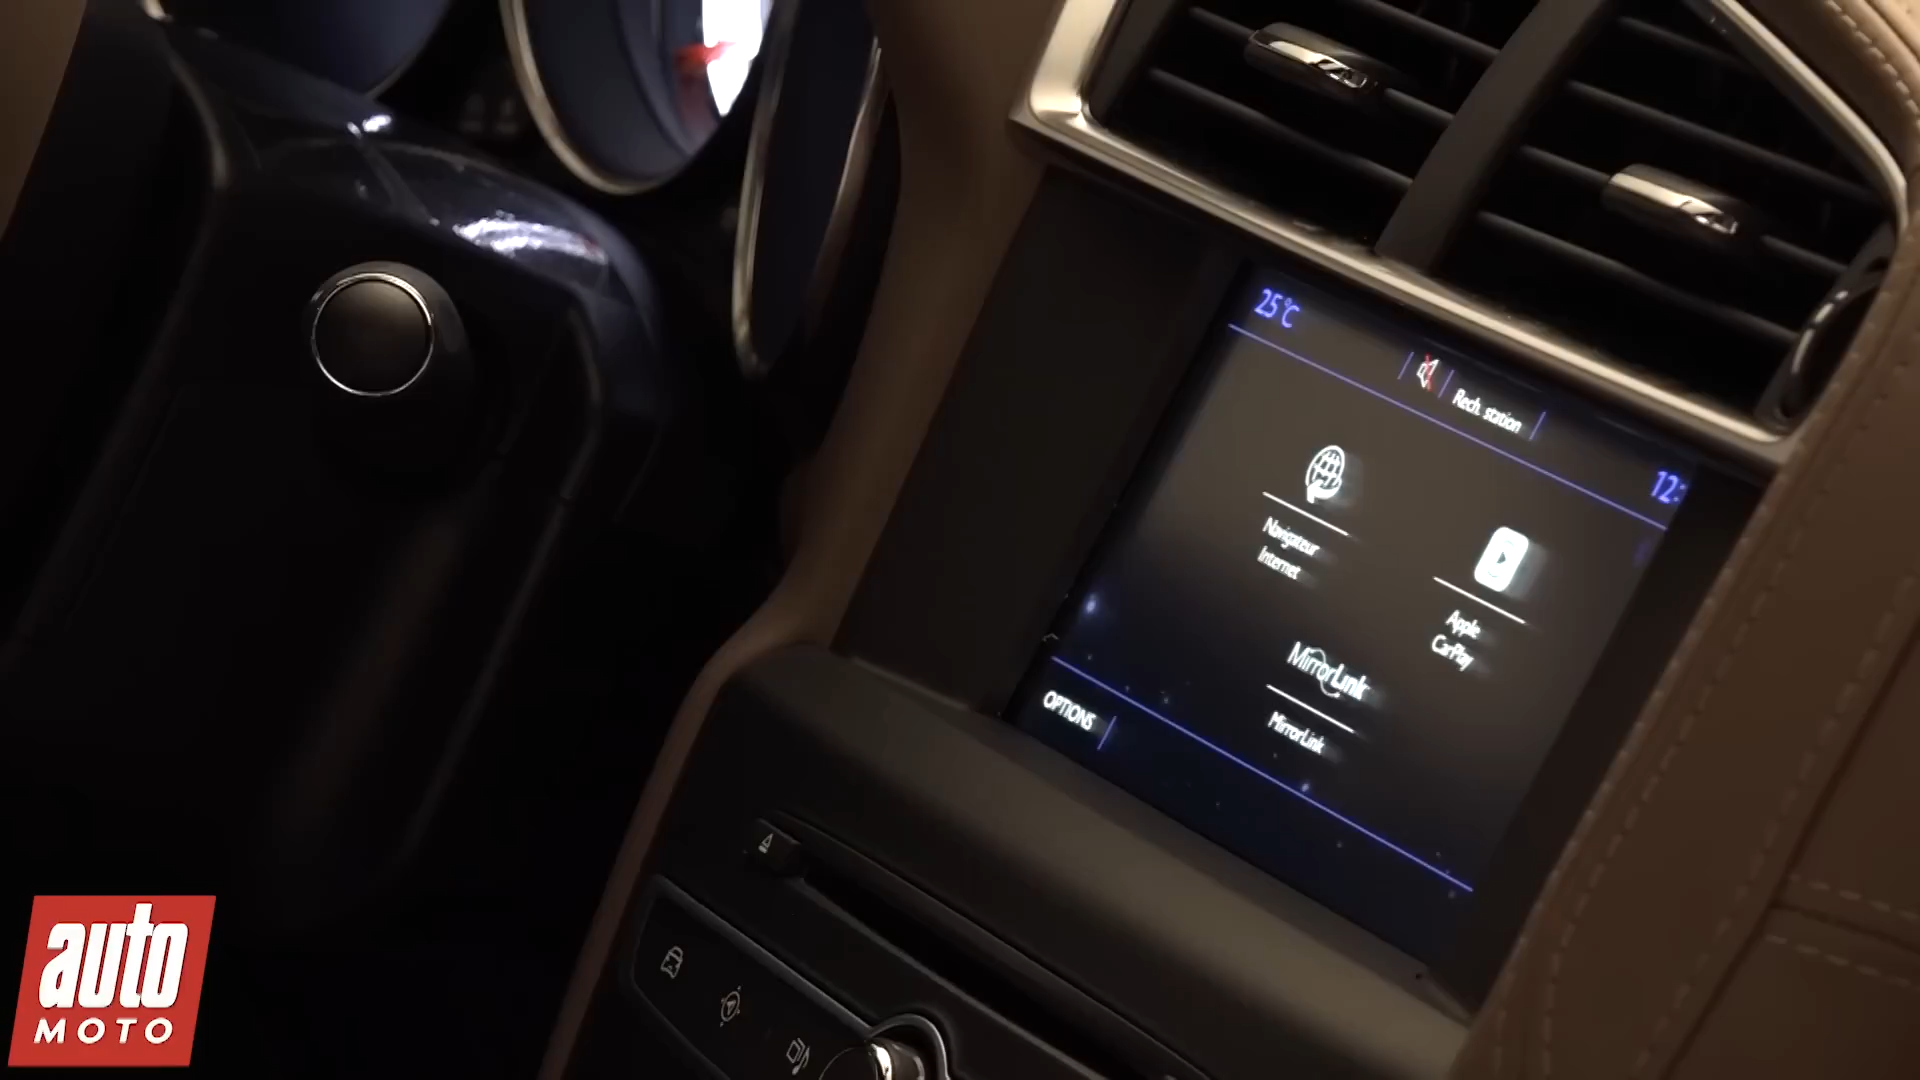 25°C
Rech. station
12:
Navigateur
Internet
Apple
CarPlay
MirrorLink
MirrorLink
OPTIONS
auto
MOTO